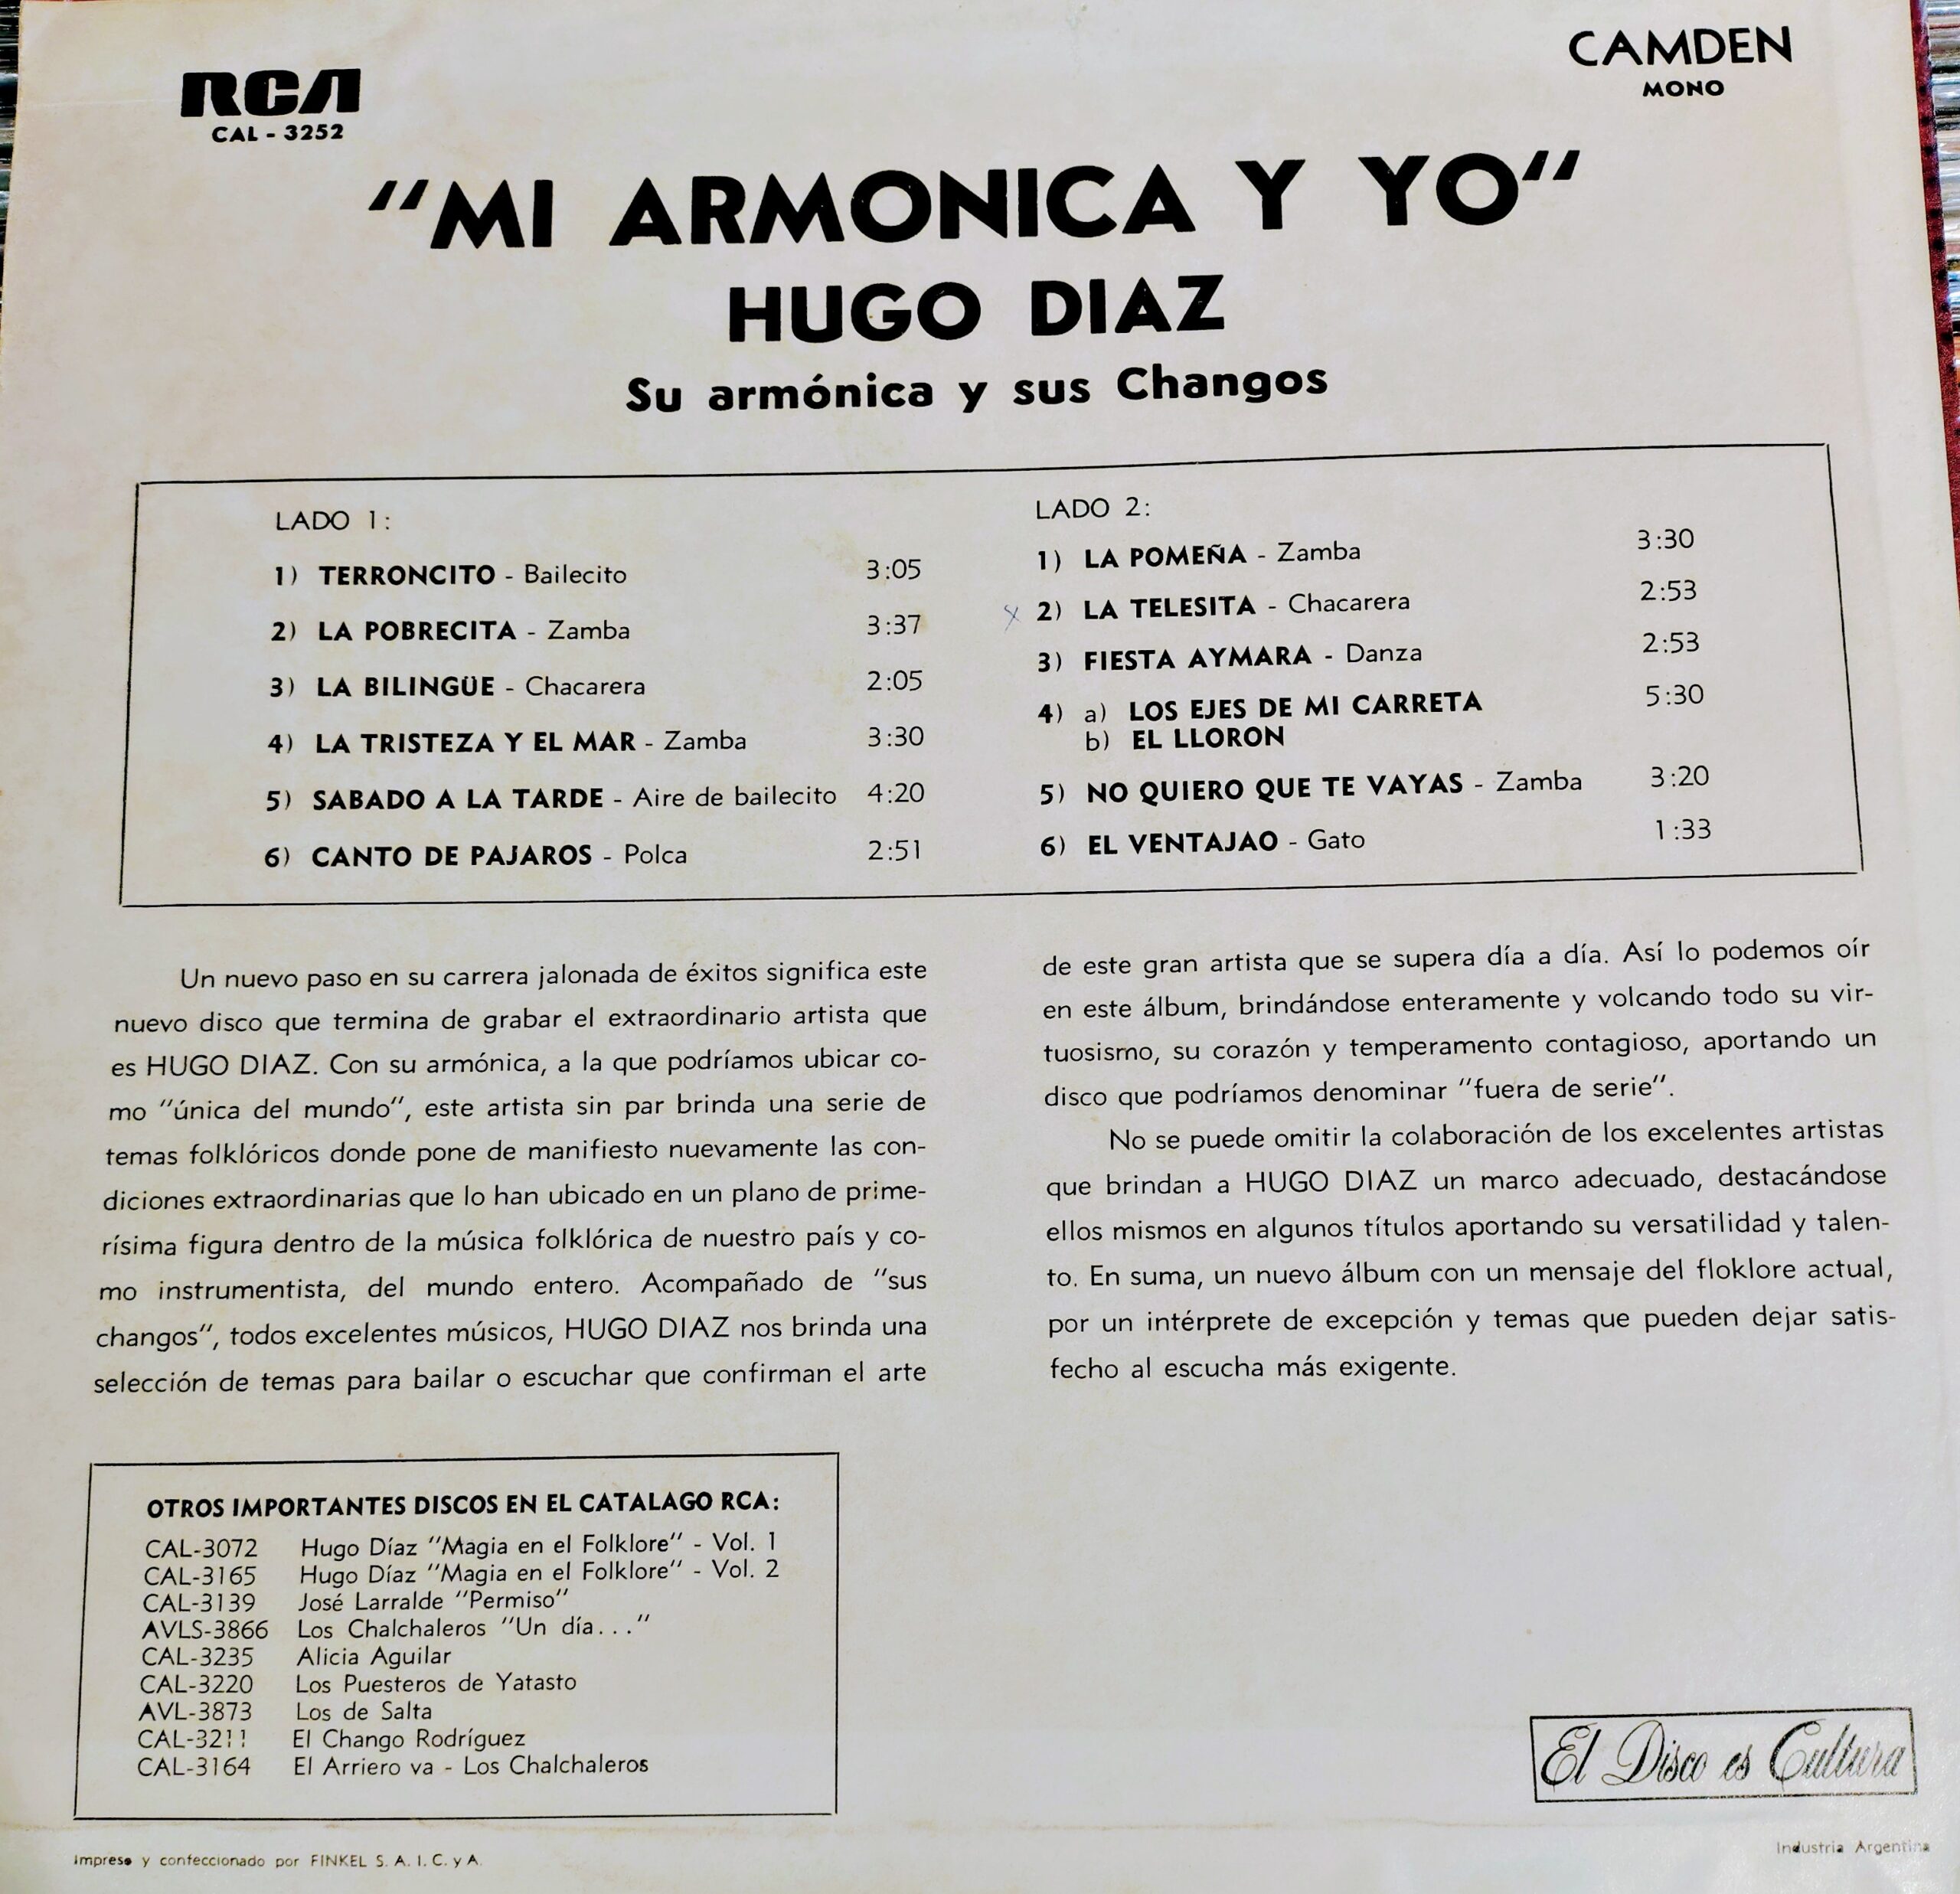 RCA
CAL - 3252
CAMDEN
MONO
"MI ARMONICA Y YO"
HUGO DIAZ
Su armónica y sus Changos
LADO 1:
1) TERRONCITO - Bailecito 3:05
2) LA POBRECITA - Zamba 3:37
3) LA BILINGÜE - Chacarera 2:05
4) LA TRISTEZA Y EL MAR - Zamba 3:30
5) SABADO A LA TARDE - Aire de bailecito 4:20
6) CANTO DE PAJAROS - Polca 2:51
LADO 2:
1) LA POMEÑA - Zamba 3:30
x 2) LA TELESITA - Chacarera 2:53
3) FIESTA AYMARA - Danza 2:53
4) a) LOS EJES DE MI CARRETA 5:30
b) EL LLORON
5) NO QUIERO QUE TE VAYAS - Zamba 3:20
6) EL VENTAJAO - Gato 1:33
Un nuevo paso en su carrera jalonada de éxitos significa este
nuevo disco que termina de grabar el extraordinario artista que
es HUGO DIAZ. Con su armónica, a la que podríamos ubicar co-
mo "única del mundo", este artista sin par brinda una serie de
temas folklóricos donde pone de manifiesto nuevamente las con-
diciones extraordinarias que lo han ubicado en un plano de prime-
rísima figura dentro de la música folklórica de nuestro país y co-
mo instrumentista, del mundo entero. Acompañado de "sus
changos", todos excelentes músicos, HUGO DIAZ nos brinda una
selección de temas para bailar o escuchar que confirman el arte
de este gran artista que se supera día a día. Así lo podemos oír
en este álbum, brindándose enteramente y volcando todo su vir-
tuosismo, su corazón y temperamento contagioso, aportando un
disco que podríamos denominar "fuera de serie".
No se puede omitir la colaboración de los excelentes artistas
que brindan a HUGO DIAZ un marco adecuado, destacándose
ellos mismos en algunos títulos aportando su versatilidad y talen-
to. En suma, un nuevo álbum con un mensaje del floklore actual,
por un intérprete de excepción y temas que pueden dejar satis-
fecho al escucha más exigente.
OTROS IMPORTANTES DISCOS EN EL CATALAGO RCA:
CAL-3072 Hugo Díaz "Magia en el Folklore" - Vol. 1
CAL-3165 Hugo Díaz "Magia en el Folklore" - Vol. 2
CAL-3139 José Larralde "Permiso"
AVLS-3866 Los Chalchaleros "Un día..."
CAL-3235 Alicia Aguilar
CAL-3220 Los Puesteros de Yatasto
AVL-3873 Los de Salta
CAL-3211 El Chango Rodríguez
CAL-3164 El Arriero va - Los Chalchaleros
El Disco es Cultura
Impreso y confeccionado por FINKEL S. A. I. C. y A.
Industria Argentina